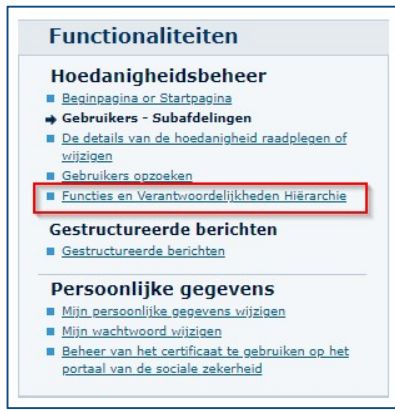 Functionaliteiten
Hoedanigheidsbeheer
Beginpagina or Startpagina
Gebruikers - Subafdelingen
De details van de hoedanigheid raadplegen of
wijzigen
Gebruikers opzoeken
Functies en Verantwoordelijkheden Hiërarchie
Gestructureerde berichten
Gestructureerde berichten
Persoonlijke gegevens
Mijn persoonlijke gegevens wijzigen
Mijn wachtwoord wijzigen
Beheer van het certificaat te gebruiken op het
portaal van de sociale zekerheid